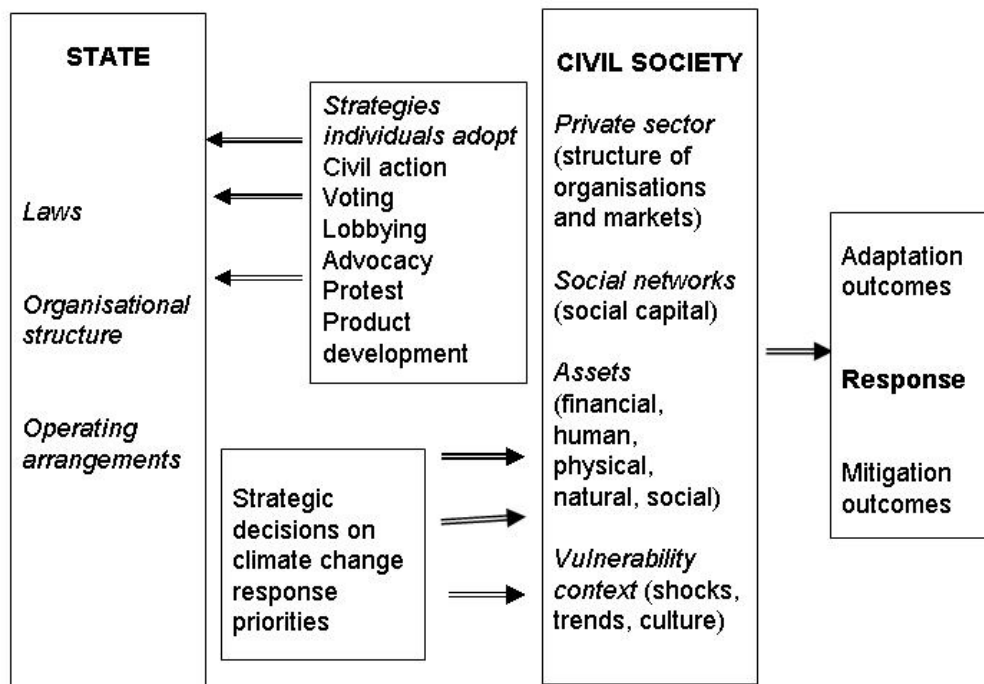 STATE
Laws
Organisational
structure
Operating
arrangements
Strategies
individuals adopt
Civil action
Voting
Lobbying
Advocacy
Protest
Product
development
Strategic
decisions on
climate change
response
priorities
CIVIL SOCIETY
Private sector
(structure of
organisations
and markets)
Social networks
(social capital)
Assets
(financial,
human,
physical,
natural, social)
Vulnerability
context (shocks,
trends, culture)
Adaptation
outcomes
Response
Mitigation
outcomes